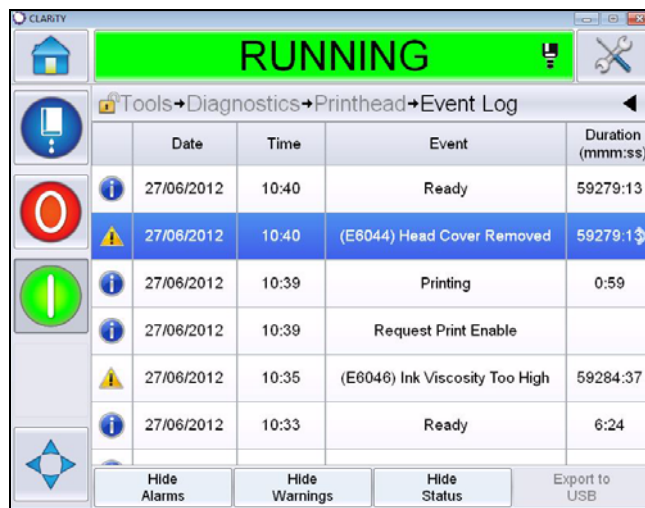 CLARiTY
RUNNING
Tools→Diagnostics→Printhead→Event Log
Date Time Event Duration (mmm:ss)
27/06/2012 10:40 Ready 59279:13
27/06/2012 10:40 (E6044) Head Cover Removed 59279:13
27/06/2012 10:39 Printing 0:59
27/06/2012 10:39 Request Print Enable
27/06/2012 10:35 (E6046) Ink Viscosity Too High 59284:37
27/06/2012 10:33 Ready 6:24
Hide Alarms Hide Warnings Hide Status Export to USB